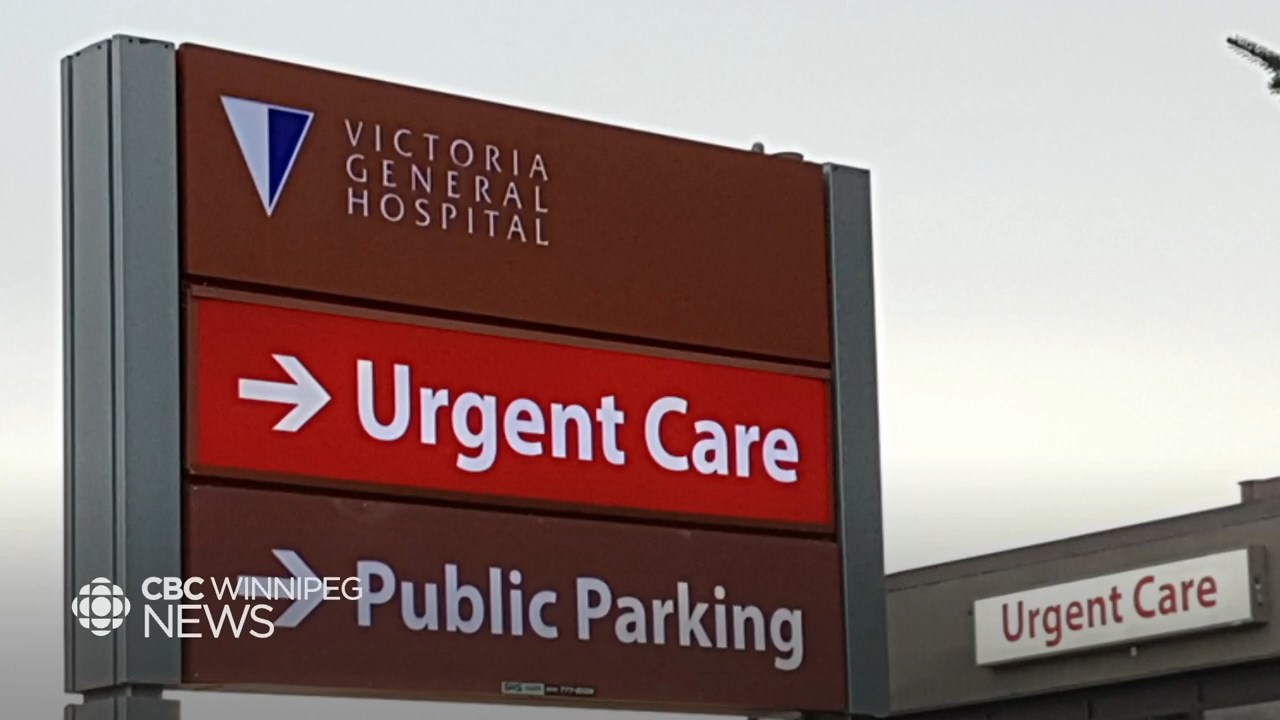 VICTORIA
GENERAL
HOSPITAL
Urgent Care
Public Parking
Urgent Care
CBC WINNIPEG
NEWS